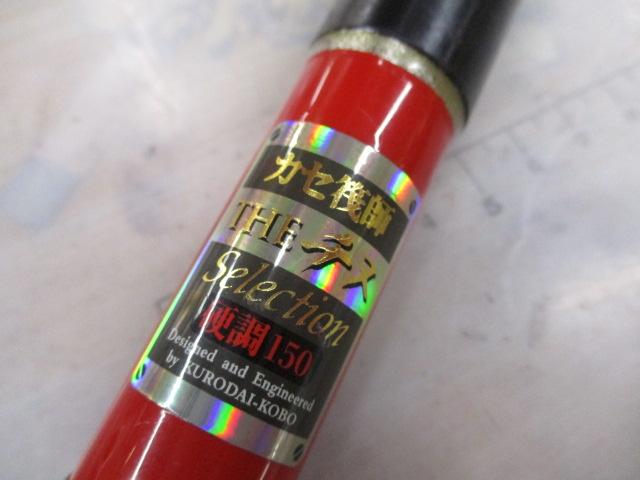 カセ筏師
THE チヌ
Selection
硬調150
Designed and Engineered
by KURODAI-KOBO